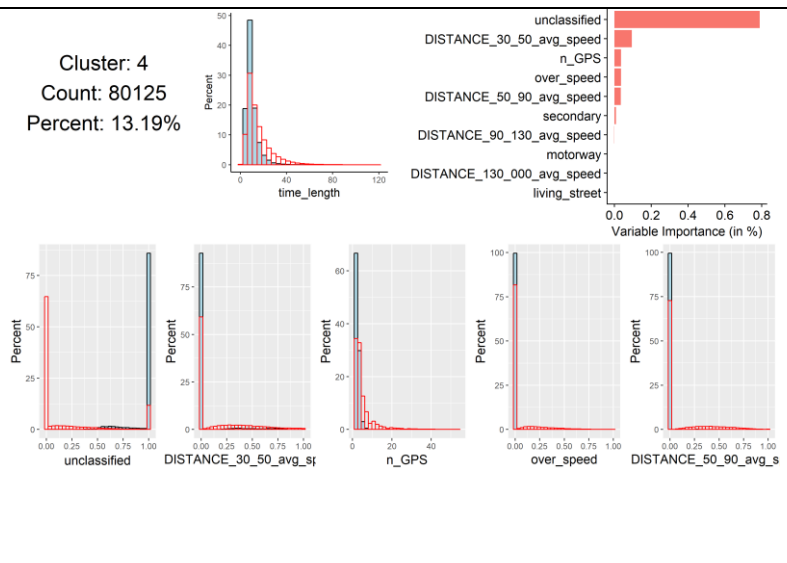 Cluster: 4
Count: 80125
Percent: 13.19%
Percent
50
40
30
20
10
0
0 40 80 120
time_length
unclassified
DISTANCE_30_50_avg_speed
n_GPS
over_speed
DISTANCE_50_90_avg_speed
secondary
DISTANCE_90_130_avg_speed
motorway
DISTANCE_130_000_avg_speed
living_street
0.0 0.2 0.4 0.6 0.8
Variable Importance (in %)
Percent
75
50
25
0
0.00 0.25 0.50 0.75 1.00
unclassified
Percent
75
50
25
0
0.00 0.25 0.50 0.75 1.00
DISTANCE_30_50_avg_sp
Percent
60
40
20
0
0 20 40
n_GPS
Percent
100
75
50
25
0
0.00 0.25 0.50 0.75 1.00
over_speed
Percent
100
75
50
25
0
0.00 0.25 0.50 0.75 1.00
DISTANCE_50_90_avg_s